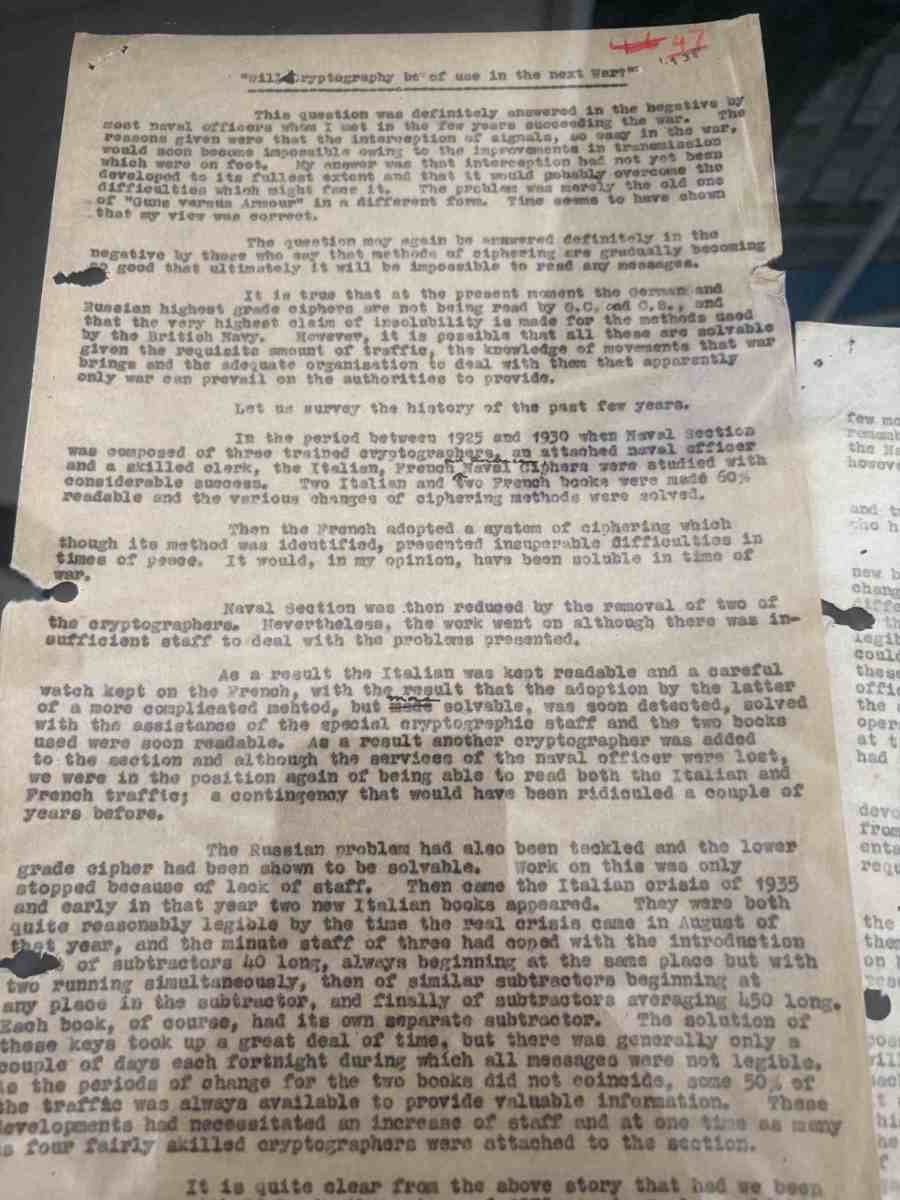 47
1938
"Will Cryptography be of use in the next War?"
This question was definitely answered in the negative by
most naval officers whom I met in the few years succeeding the war. The
reasons given were that the interception of signals, so easy in the war,
would soon become impossible owing to the improvements in transmission
which were on foot. My answer was that interception had not yet been
developed to its fullest extent and that it would pobably overcome the
difficulties which might face it. The problem was merely the old one
of "Guns versus Armour" in a different form. Time seems to have shown
that my view was correct.
The question may again be answered definitely in the
negative by those who say that methods of ciphering are gradually becoming
so good that ultimately it will be impossible to read any messages.
It is true that at the present moment the German and
Russian highest grade ciphers are not being read by G.C. and C.S., and
that the very highest claim of insolubility is made for the methods used
by the British Navy. However, it is possible that all these are solvable
given the requisite amount of traffic, the knowledge of movements that war
brings and the adequate organisation to deal with them that apparently
only war can prevail on the authorities to provide.
Let us survey the history of the past few years.
In the period between 1925 and 1930 when Naval Section
was composed of three trained cryptographers, an attached naval officer
and a skilled clerk, the Italian, French Naval Ciphers were studied with
considerable success. Two Italian and two French books were made 60%
readable and the various changes of ciphering methods were solved.
Then the French adopted a system of ciphering which
though its method was identified, presented insuperable difficulties in
times of peace. It would, in my opinion, have been soluble in time of
war.
Naval Section was then reduced by the removal of two of
the cryptographers. Nevertheless, the work went on although there was in-
sufficient staff to deal with the problems presented.
As a result the Italian was kept readable and a careful
watch kept on the French, with the result that the adoption by the latter
of a more complicated mehtod, but more solvable, was soon detected, solved
with the assistance of the special cryptographic staff and the two books
used were soon readable. As a result another cryptographer was added
to the section and although the services of the naval officer were lost,
we were in the position again of being able to read both the Italian and
French traffic; a contingency that would have been ridiculed a couple of
years before.
The Russian problem had also been tackled and the lower
grade cipher had been shown to be solvable. Work on this was only
stopped because of lack of staff. Then came the Italian crisis of 1935
and early in that year two new Italian books appeared. They were both
quite reasonably legible by the time the real crisis came in August of
that year, and the minute staff of three had coped with the introduction
of subtractors 40 long, always beginning at the same place but with
two running simultaneously, then of similar subtractors beginning at
any place in the subtractor, and finally of subtractors averaging 450 long.
Each book, of course, had its own separate subtractor. The solution of
these keys took up a great deal of time, but there was generally only a
couple of days each fortnight during which all messages were not legible.
As the periods of change for the two books did not coincide, some 50% of
the traffic was always available to provide valuable information. These
developments had necessitated an increase of staff and at one time as many
as four fairly skilled cryptographers were attached to the section.
It is quite clear from the above story that had we been
few
the
and
new
chang
could
these
the
oper
at
had
devo
from
the
on